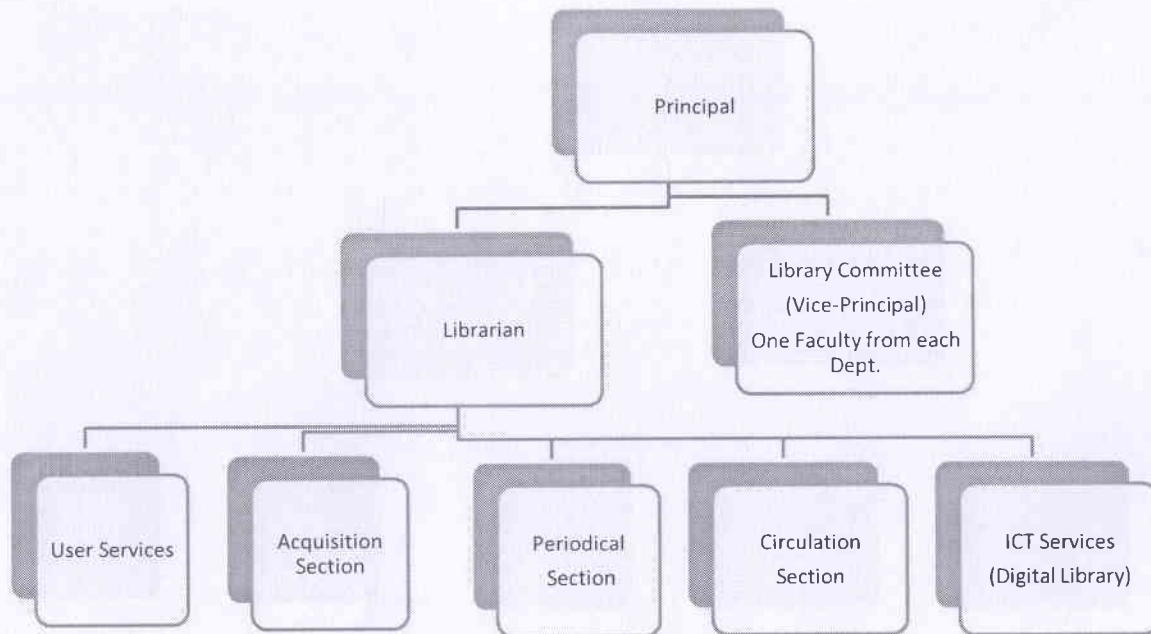 Principal
Librarian
Library Committee
(Vice-Principal)
One Faculty from each
Dept.
User Services
Acquisition
Section
Periodical
Section
Circulation
Section
ICT Services
(Digital Library)